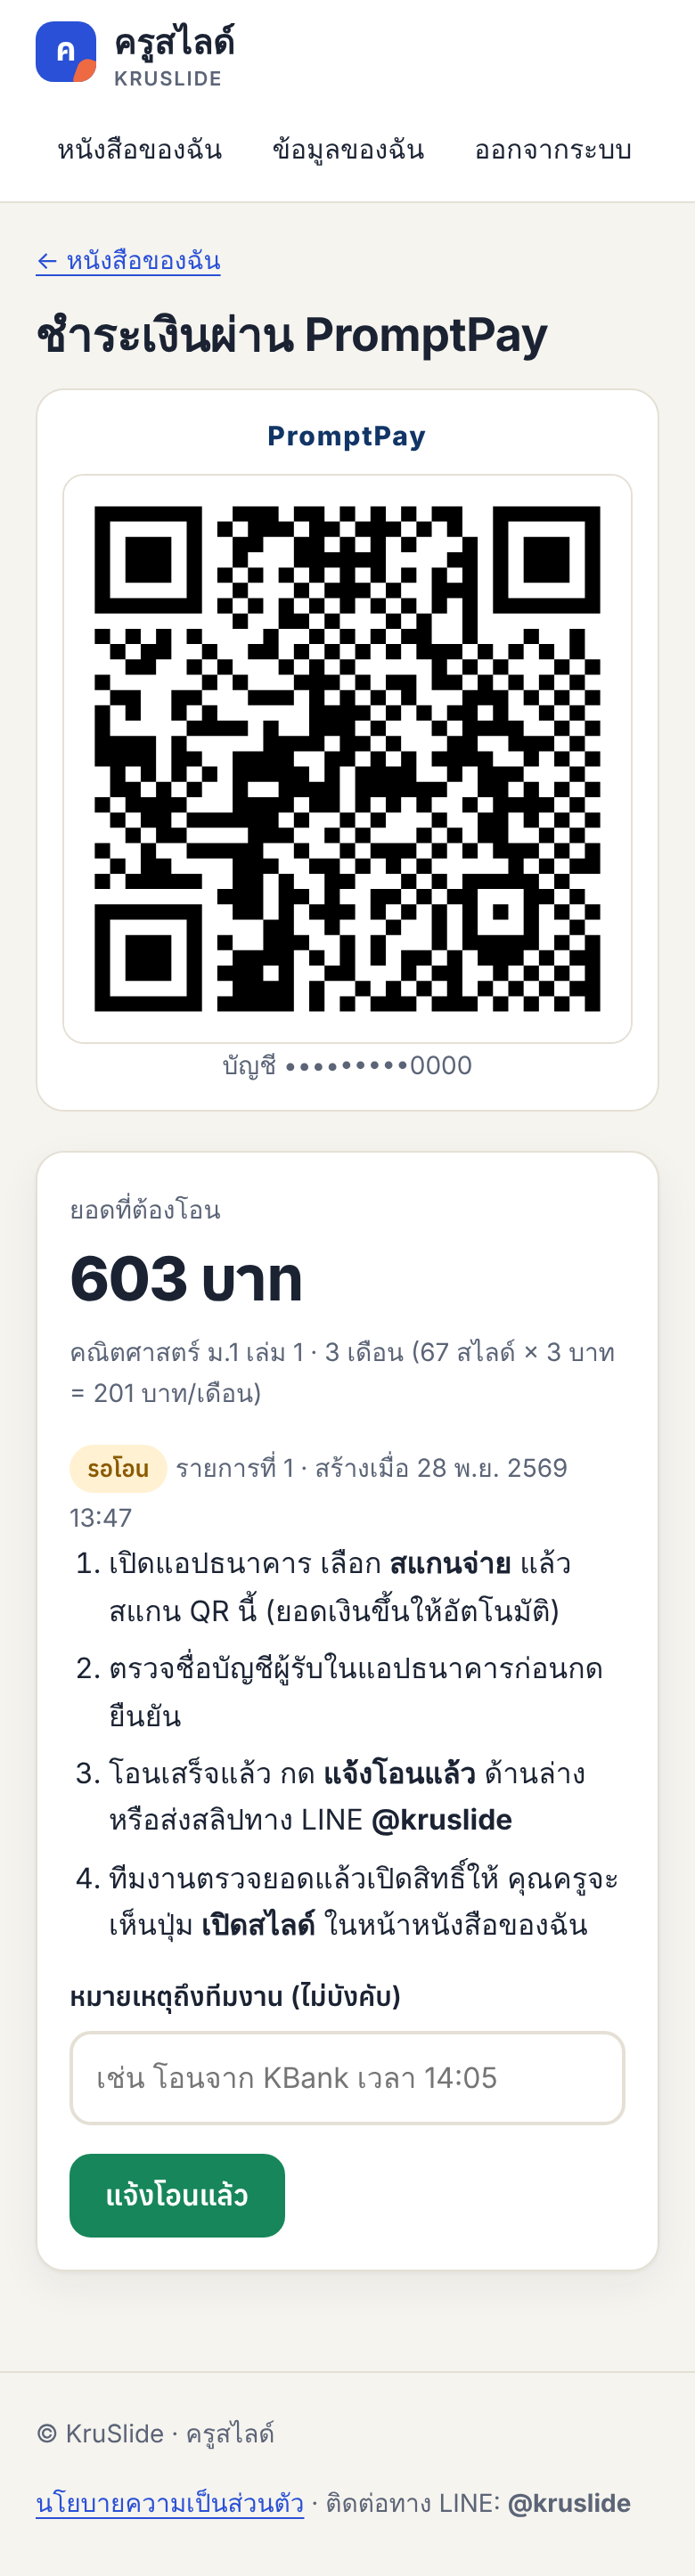 ค
ครูสไลด์
KRUSLIDE
หนังสือของฉัน ข้อมูลของฉัน ออกจากระบบ
← หนังสือของฉัน
ชำระเงินผ่าน PromptPay
PromptPay
บัญชี •••••••••0000
ยอดที่ต้องโอน
603 บาท
คณิตศาสตร์ ม.1 เล่ม 1 · 3 เดือน (67 สไลด์ × 3 บาท
= 201 บาท/เดือน)
รอโอน รายการที่ 1 · สร้างเมื่อ 28 พ.ย. 2569
13:47
1. เปิดแอปธนาคาร เลือก สแกนจ่าย แล้ว
สแกน QR นี้ (ยอดเงินขึ้นให้อัตโนมัติ)
2. ตรวจชื่อบัญชีผู้รับในแอปธนาคารก่อนกด
ยืนยัน
3. โอนเสร็จแล้ว กด แจ้งโอนแล้ว ด้านล่าง
หรือส่งสลิปทาง LINE @kruslide
4. ทีมงานตรวจยอดแล้วเปิดสิทธิ์ให้ คุณครูจะ
เห็นปุ่ม เปิดสไลด์ ในหน้าหนังสือของฉัน
หมายเหตุถึงทีมงาน (ไม่บังคับ)
เช่น โอนจาก KBank เวลา 14:05
แจ้งโอนแล้ว
© KruSlide · ครูสไลด์
นโยบายความเป็นส่วนตัว · ติดต่อทาง LINE: @kruslide